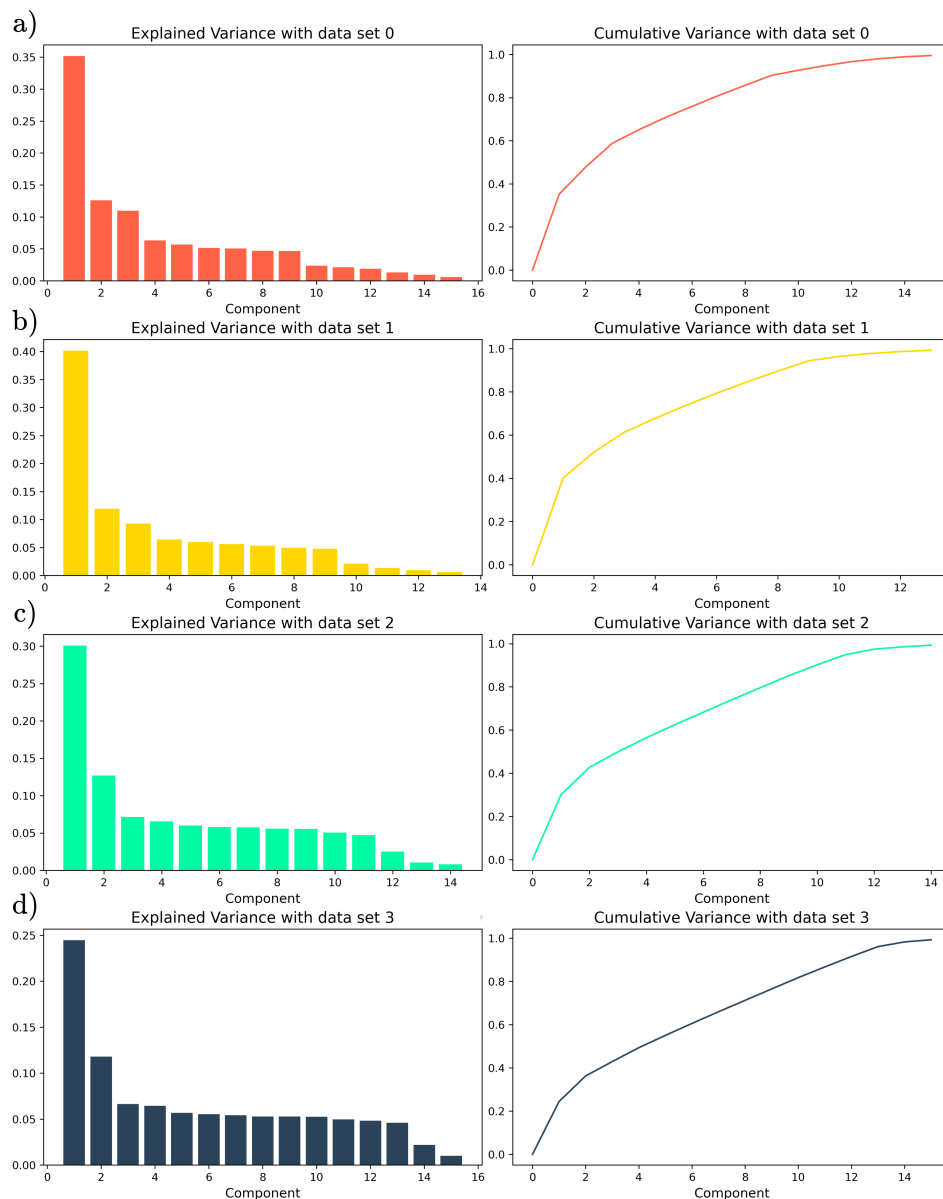 a)
Explained Variance with data set 0
0.35
0.30
0.25
0.20
0.15
0.10
0.05
0.00
0 2 4 6 8 10 12 14 16
Component
Cumulative Variance with data set 0
1.0
0.8
0.6
0.4
0.2
0.0
0 2 4 6 8 10 12 14
Component
b)
Explained Variance with data set 1
0.40
0.35
0.30
0.25
0.20
0.15
0.10
0.05
0.00
0 2 4 6 8 10 12 14
Component
Cumulative Variance with data set 1
1.0
0.8
0.6
0.4
0.2
0.0
0 2 4 6 8 10 12
Component
c)
Explained Variance with data set 2
0.30
0.25
0.20
0.15
0.10
0.05
0.00
0 2 4 6 8 10 12 14
Component
Cumulative Variance with data set 2
1.0
0.8
0.6
0.4
0.2
0.0
0 2 4 6 8 10 12 14
Component
d)
Explained Variance with data set 3
0.25
0.20
0.15
0.10
0.05
0.00
0 2 4 6 8 10 12 14 16
Component
Cumulative Variance with data set 3
1.0
0.8
0.6
0.4
0.2
0.0
0 2 4 6 8 10 12 14
Component